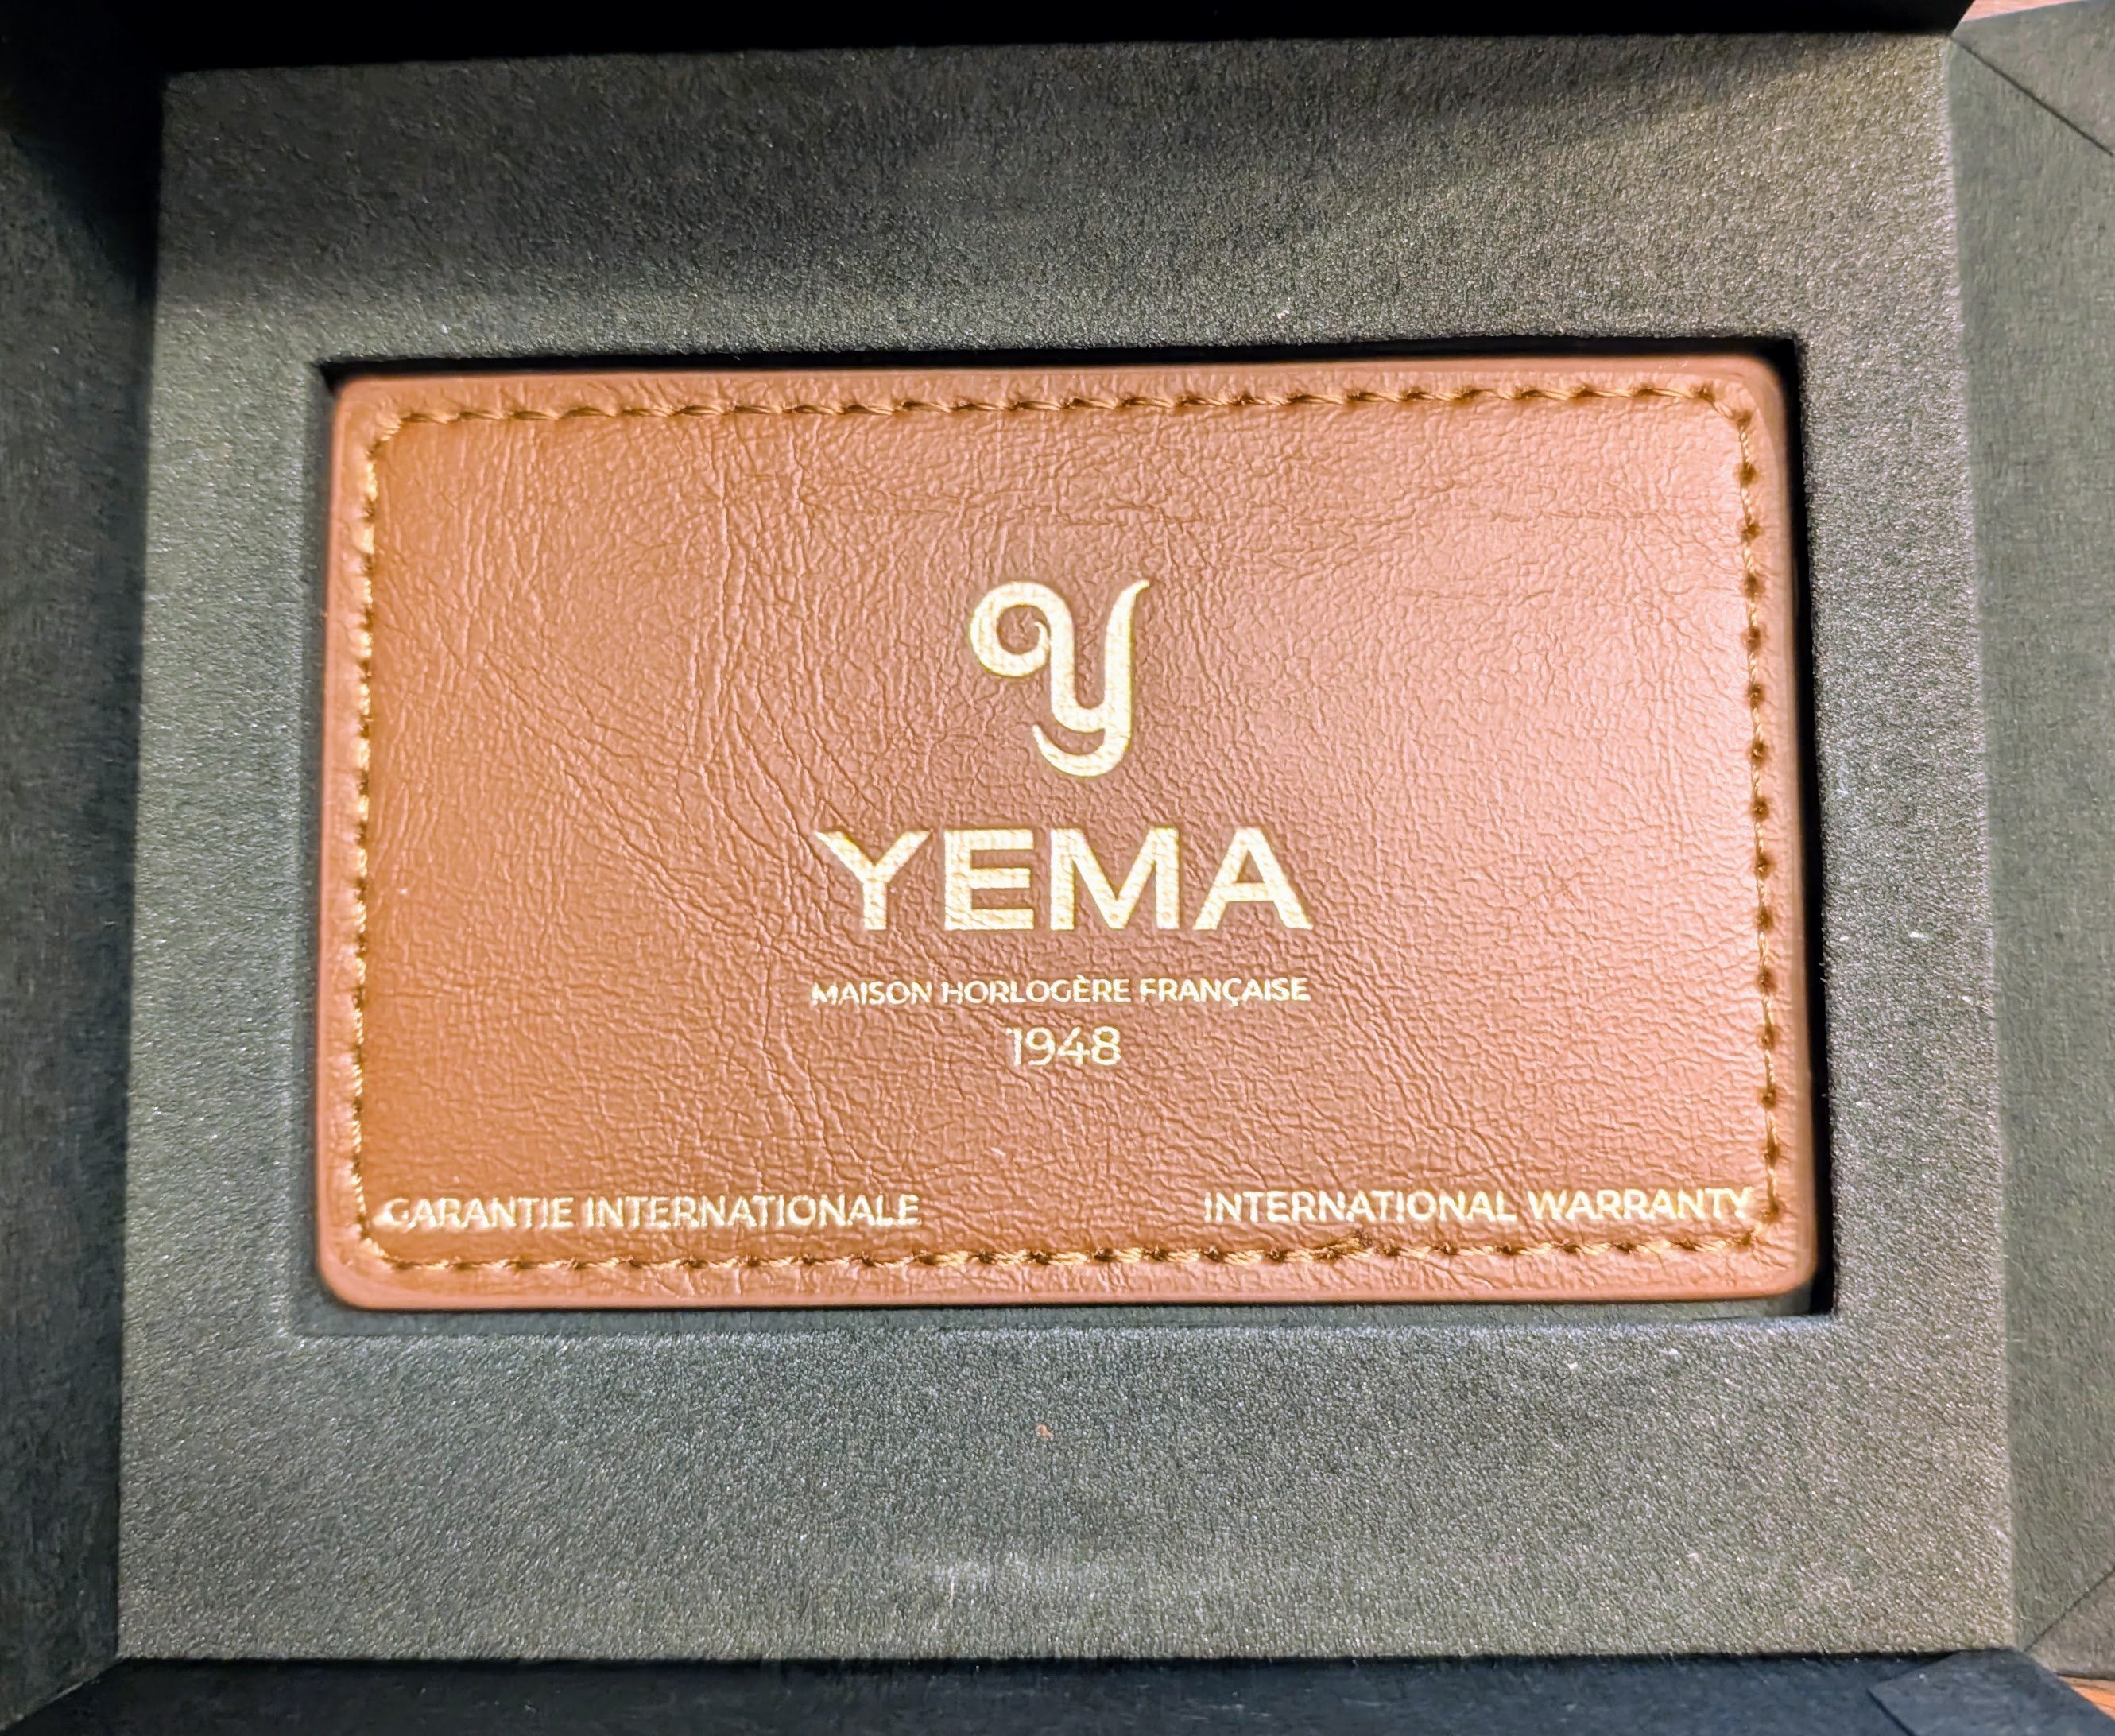 Y
YEMA
MAISON HORLOGÈRE FRANÇAISE
1948
GARANTIE INTERNATIONALE
INTERNATIONAL WARRANTY